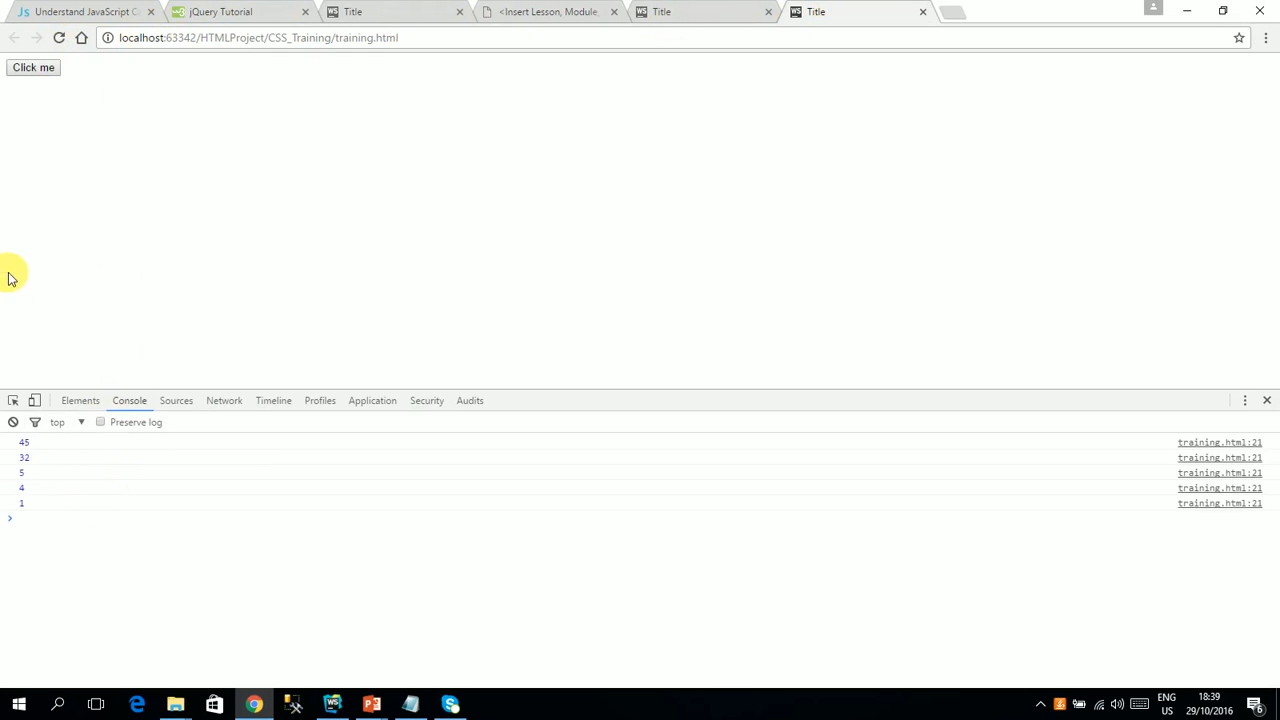 Understand JavaScript C
jQuery Tutorial
Title
<Insert Lesson, Module,
Title
Title
localhost:63342/HTMLProject/CSS_Training/training.html
Click me
Elements Console Sources Network Timeline Profiles Application Security Audits
top Preserve log
45 training.html:21
32 training.html:21
5 training.html:21
4 training.html:21
1 training.html:21
ENG
US
18:39
29/10/2016